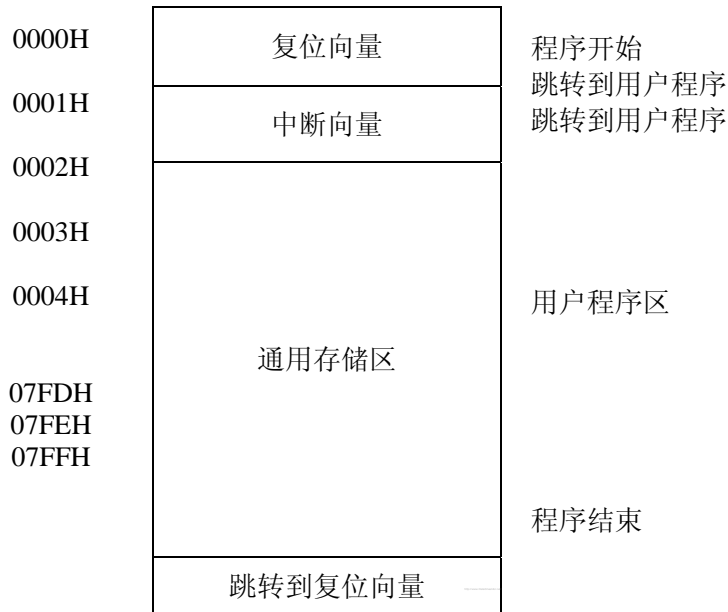 0000H
复位向量
程序开始
跳转到用户程序
0001H
中断向量
跳转到用户程序
0002H
0003H
0004H
用户程序区
通用存储区
07FDH
07FEH
07FFH
程序结束
跳转到复位向量